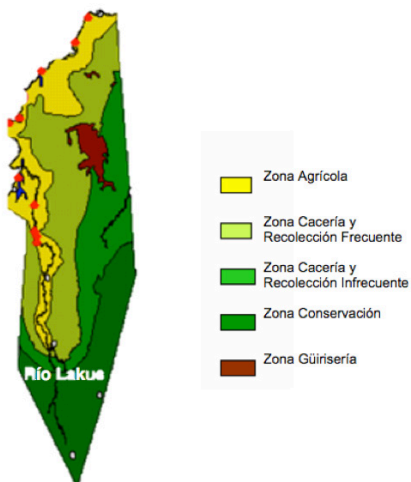 Zona Agrícola
Zona Cacería y
Recolección Frecuente
Zona Cacería y
Recolección Infrecuente
Zona Conservación
Zona Güirisería
Río Lakus